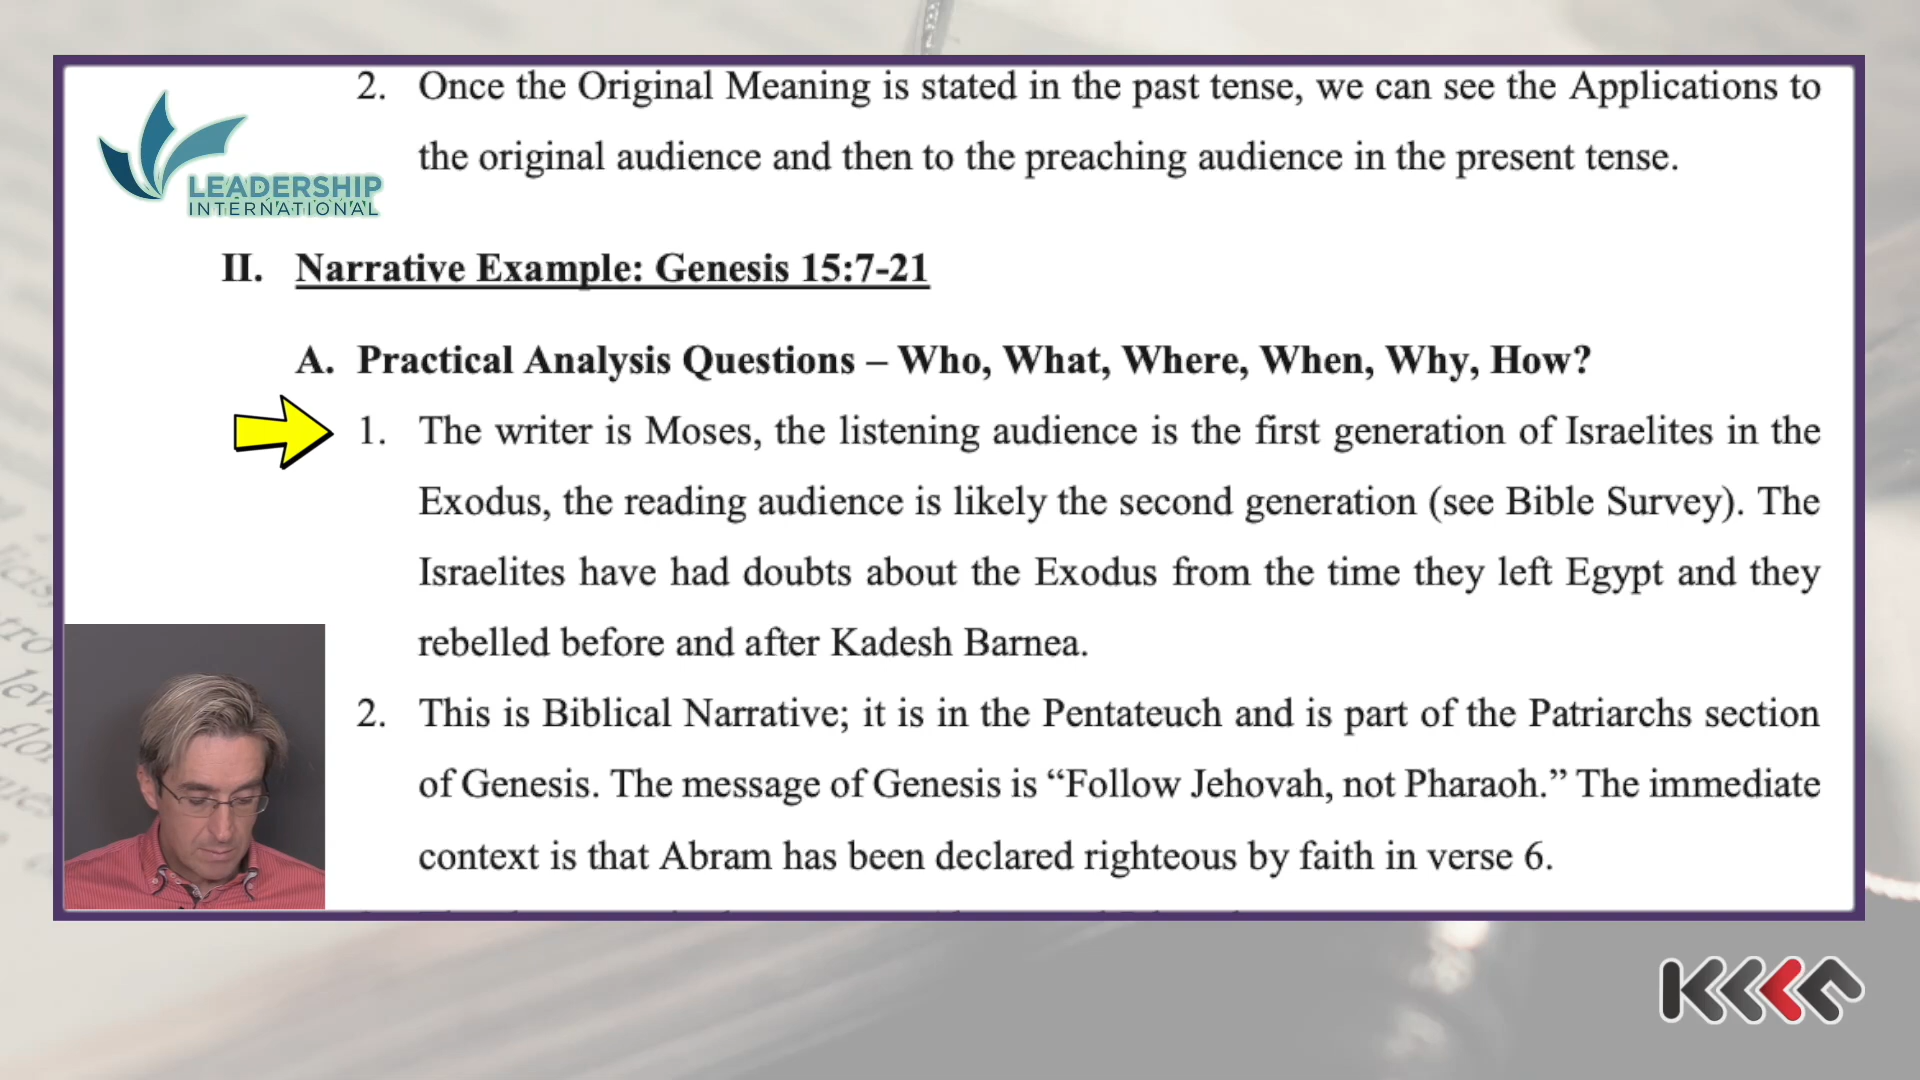 2. Once the Original Meaning is stated in the past tense, we can see the Applications to
the original audience and then to the preaching audience in the present tense.
LEADERSHIP
INTERNATIONAL
II. Narrative Example: Genesis 15:7-21
A. Practical Analysis Questions – Who, What, Where, When, Why, How?
1. The writer is Moses, the listening audience is the first generation of Israelites in the
Exodus, the reading audience is likely the second generation (see Bible Survey). The
Israelites have had doubts about the Exodus from the time they left Egypt and they
rebelled before and after Kadesh Barnea.
2. This is Biblical Narrative; it is in the Pentateuch and is part of the Patriarchs section
of Genesis. The message of Genesis is “Follow Jehovah, not Pharaoh.” The immediate
context is that Abram has been declared righteous by faith in verse 6.